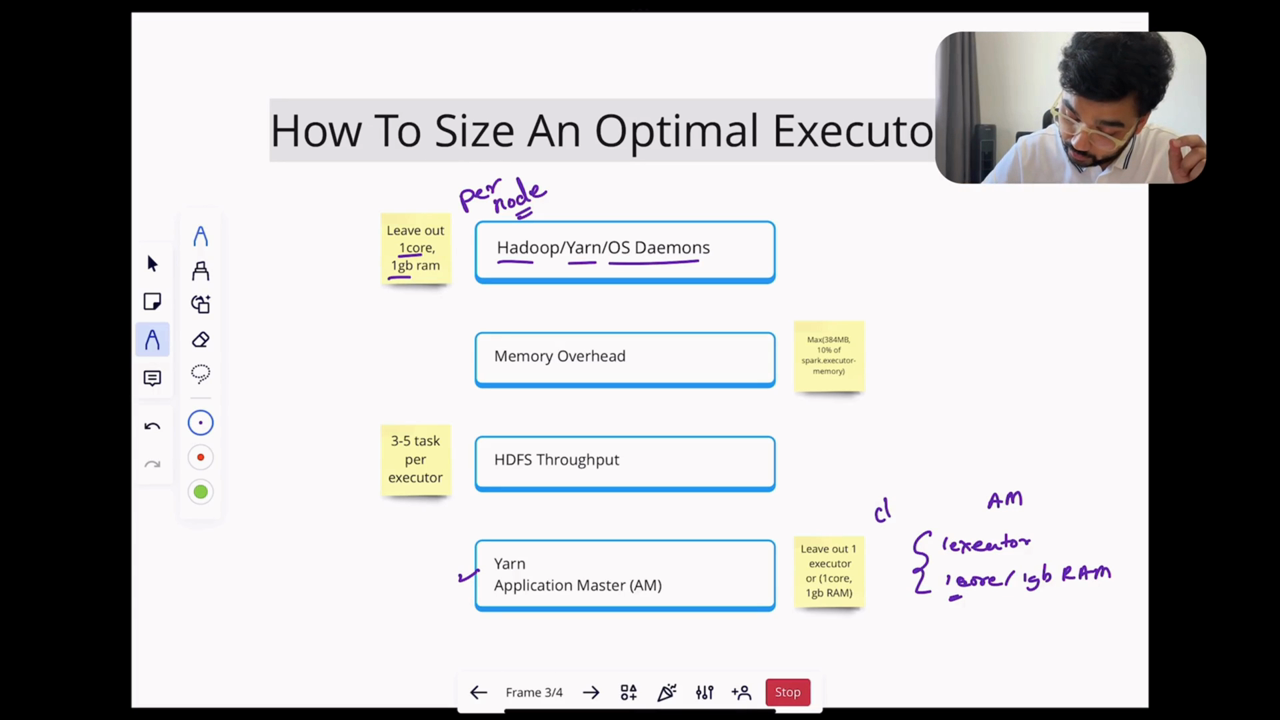 How To Size An Optimal Executo
per
node
Leave out
1core,
1gb ram
Hadoop/Yarn/OS Daemons
Memory Overhead
Max(384MB,
10% of
spark.executor-
memory)
3-5 task
per
executor
HDFS Throughput
cl
AM
1executor
1core/1gb RAM
Yarn
Application Master (AM)
Leave out 1
executor
or (1core,
1gb RAM)
Frame 3/4
Stop